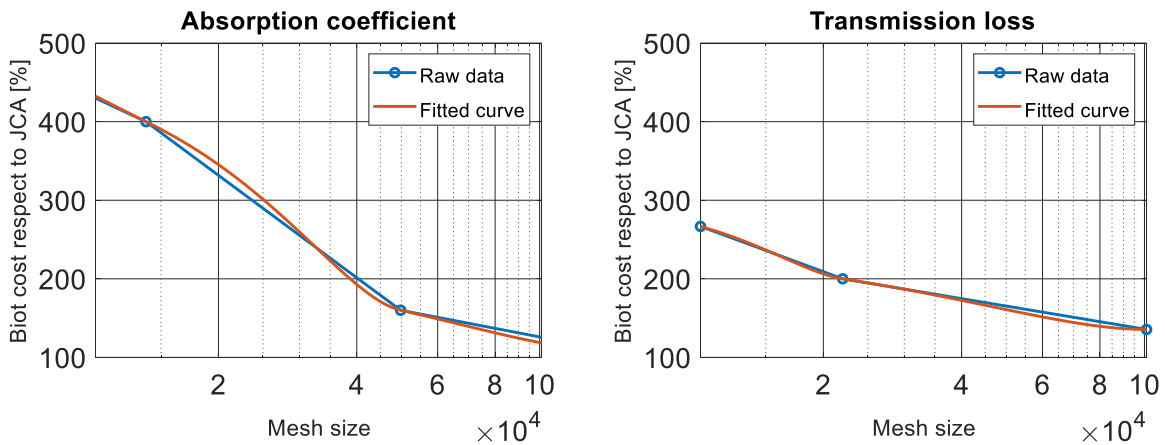 Absorption coefficient
Biot cost respect to JCA [%]
500
400
300
200
100
Raw data
Fitted curve
2 4 6 8 10
×10^4
Mesh size
Transmission loss
Biot cost respect to JCA [%]
500
400
300
200
100
Raw data
Fitted curve
2 4 6 8 10
×10^4
Mesh size